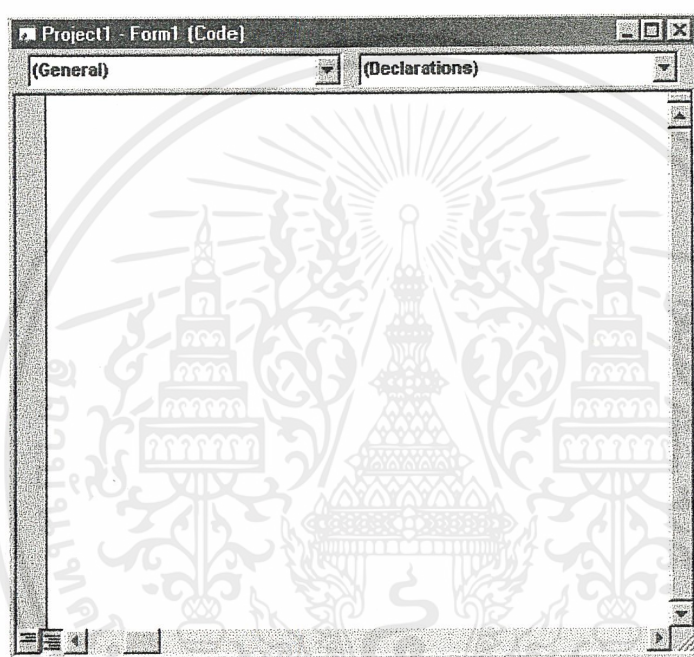 Project1 - Form1 (Code)
(General)
(Declarations)